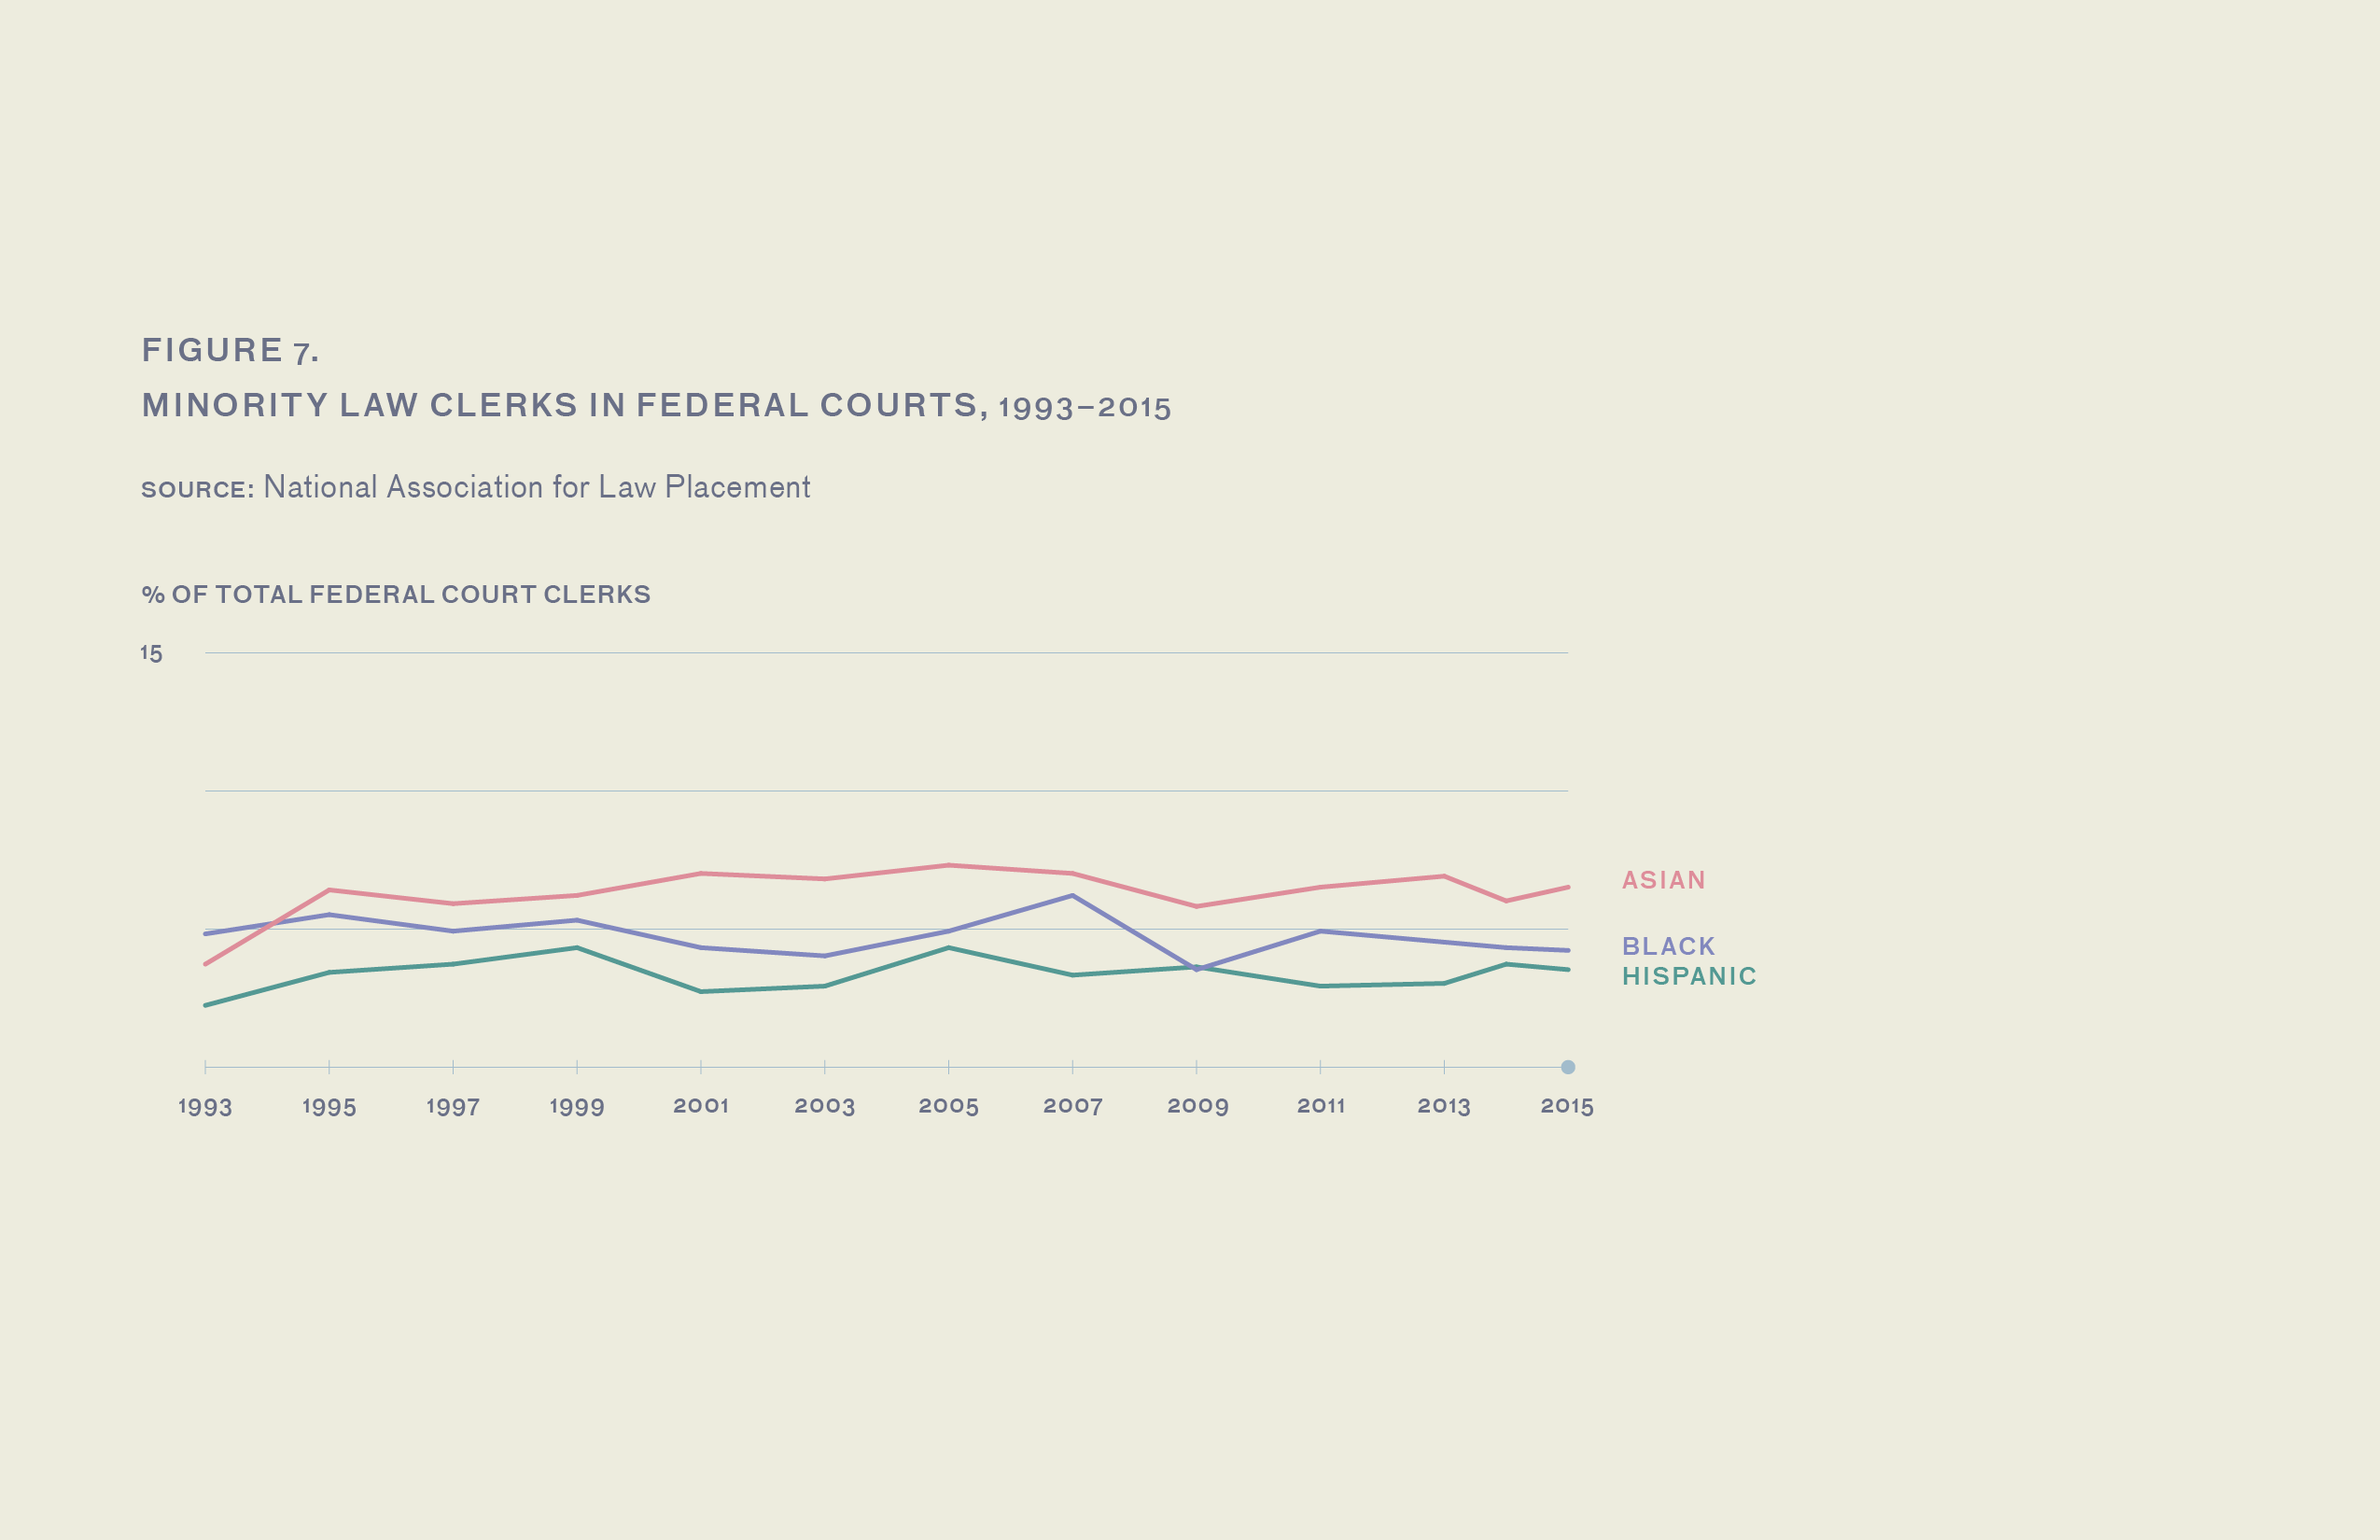 FIGURE 7.
MINORITY LAW CLERKS IN FEDERAL COURTS, 1993–2015
SOURCE: National Association for Law Placement
% OF TOTAL FEDERAL COURT CLERKS
15
ASIAN
BLACK
HISPANIC
1993 1995 1997 1999 2001 2003 2005 2007 2009 2011 2013 2015